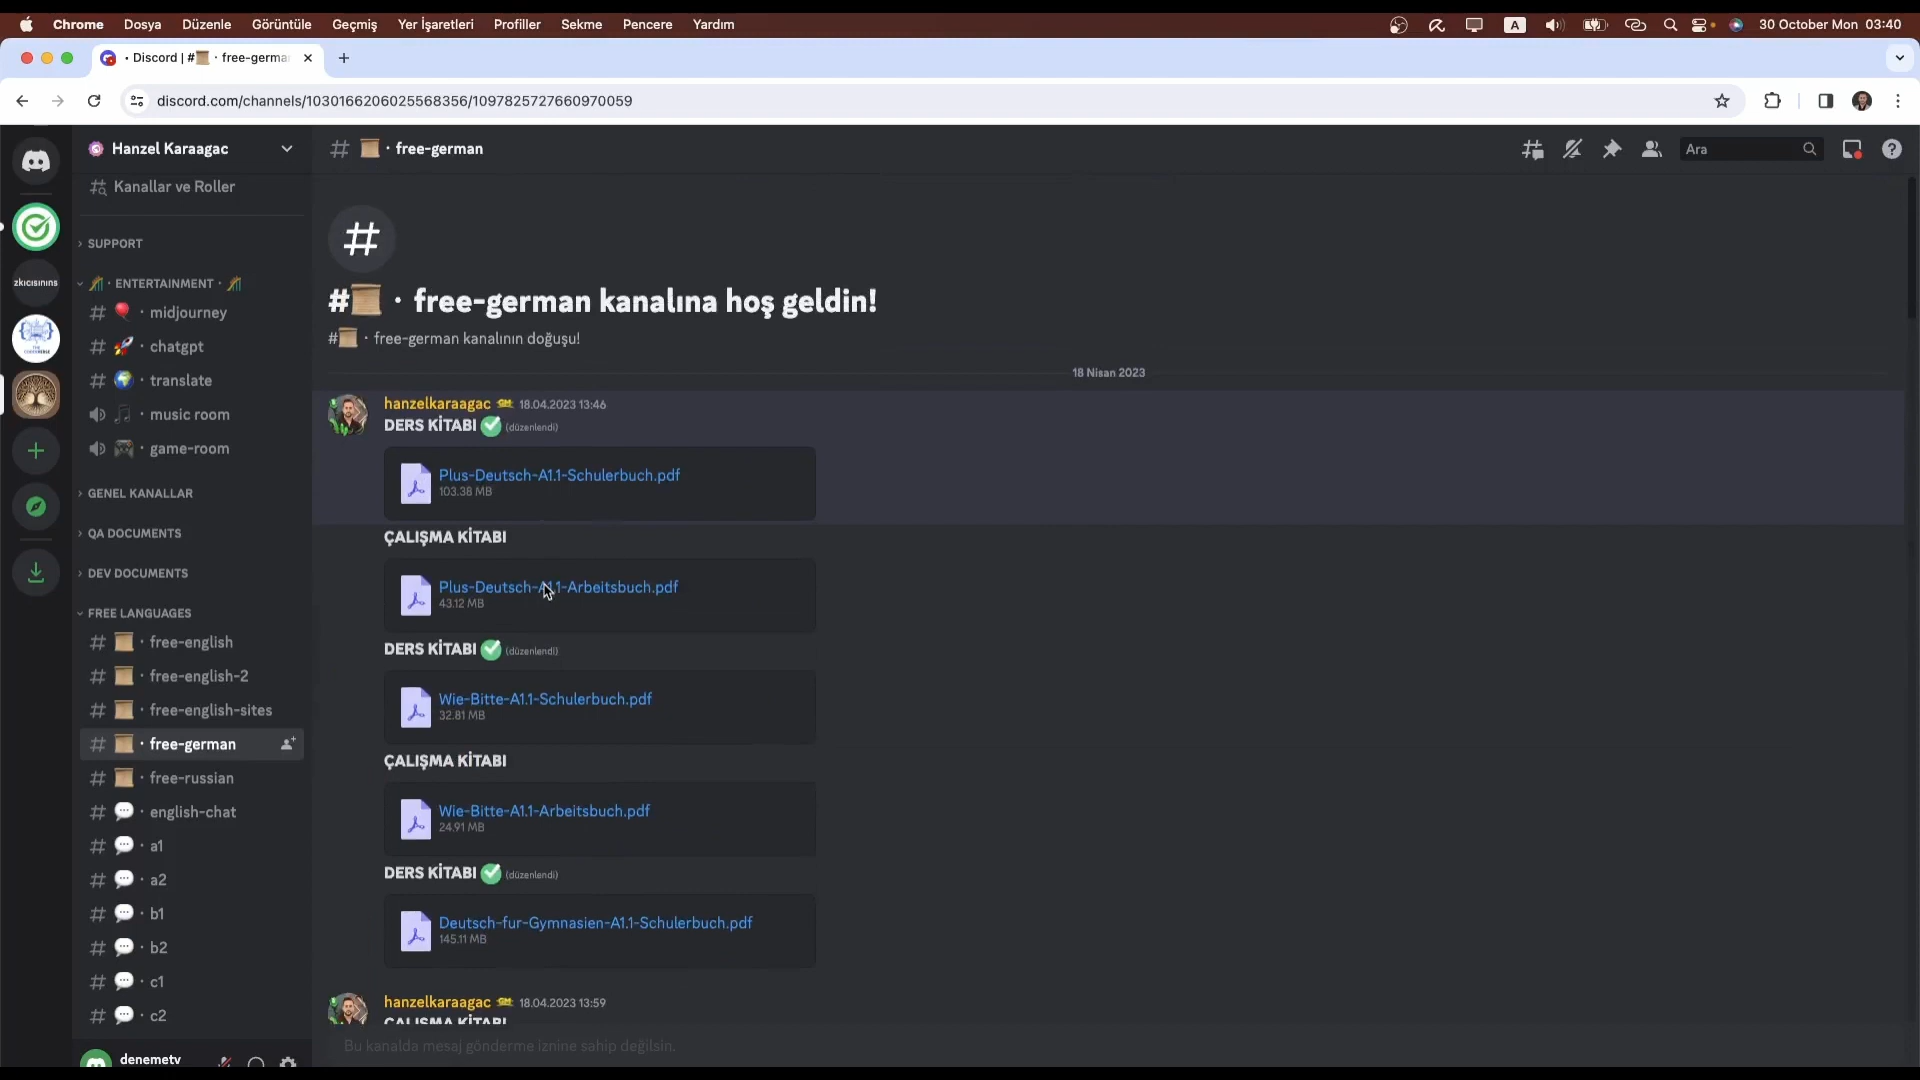 Chrome Dosya Düzenle Görüntüle Geçmiş Yer İşaretleri Profiller Sekme Pencere Yardım A 30 October Mon 03:40
• Discord | # · free-germa
discord.com/channels/1030166206025568356/1097825727660970059
Hanzel Karaagac
Kanallar ve Roller
SUPPORT
· ENTERTAINMENT ·
· midjourney
· chatgpt
· translate
· music room
· game-room
GENEL KANALLAR
QA DOCUMENTS
DEV DOCUMENTS
FREE LANGUAGES
· free-english
· free-english-2
· free-english-sites
· free-german
· free-russian
· english-chat
· a1
· a2
· b1
· b2
· c1
· c2
denemetv
zkicisinins
# · free-german
Ara
# · free-german kanalına hoş geldin!
# · free-german kanalının doğuşu!
18 Nisan 2023
hanzelkaraagac 18.04.2023 13:46
DERS KİTABI (düzenlendi)
Plus-Deutsch-A1.1-Schulerbuch.pdf
103.38 MB
ÇALIŞMA KİTABI
Plus-Deutsch-A1.1-Arbeitsbuch.pdf
43.12 MB
DERS KİTABI (düzenlendi)
Wie-Bitte-A1.1-Schulerbuch.pdf
32.81 MB
ÇALIŞMA KİTABI
Wie-Bitte-A1.1-Arbeitsbuch.pdf
24.91 MB
DERS KİTABI (düzenlendi)
Deutsch-fur-Gymnasien-A1.1-Schulerbuch.pdf
145.11 MB
hanzelkaraagac 18.04.2023 13:59
ÇALIŞMA KİTABI
Bu kanalda mesaj gönderme iznine sahip değilsin.